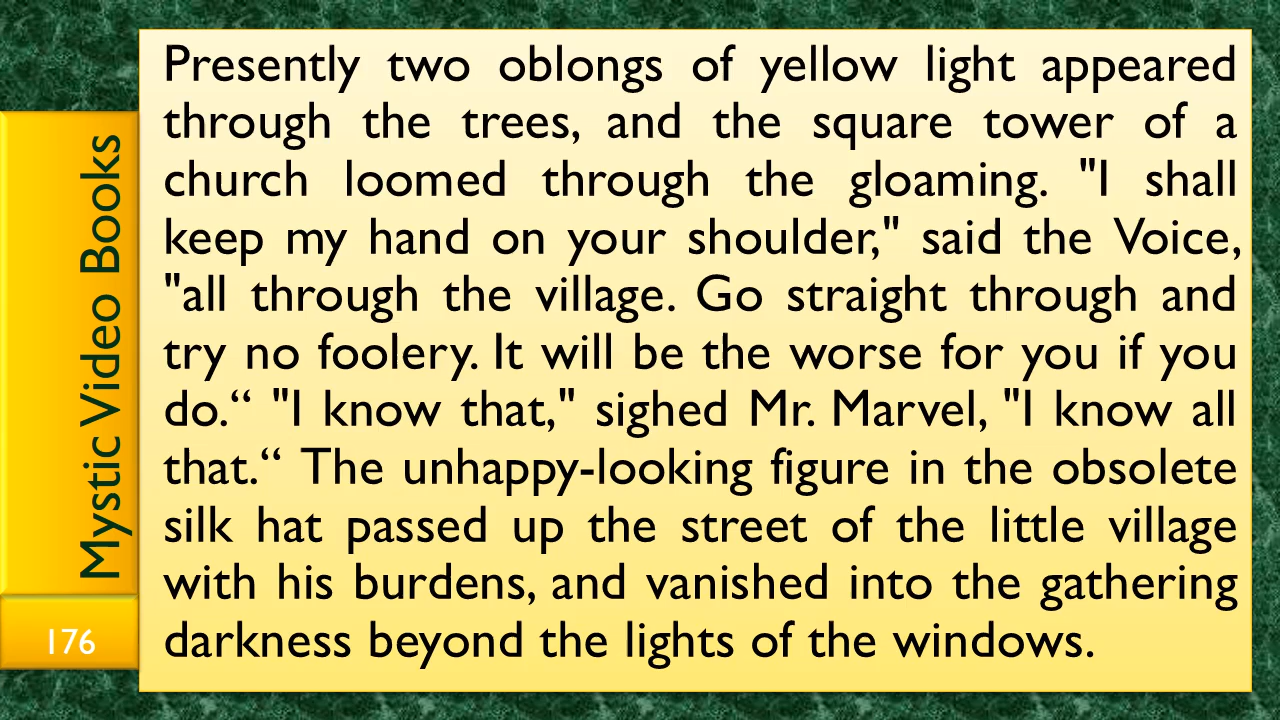 Presently two oblongs of yellow light appeared
through the trees, and the square tower of a
church loomed through the gloaming. "I shall
keep my hand on your shoulder," said the Voice,
"all through the village. Go straight through and
try no foolery. It will be the worse for you if you
do.“ "I know that," sighed Mr. Marvel, "I know all
that.“ The unhappy-looking figure in the obsolete
silk hat passed up the street of the little village
with his burdens, and vanished into the gathering
darkness beyond the lights of the windows.
Mystic Video Books
176